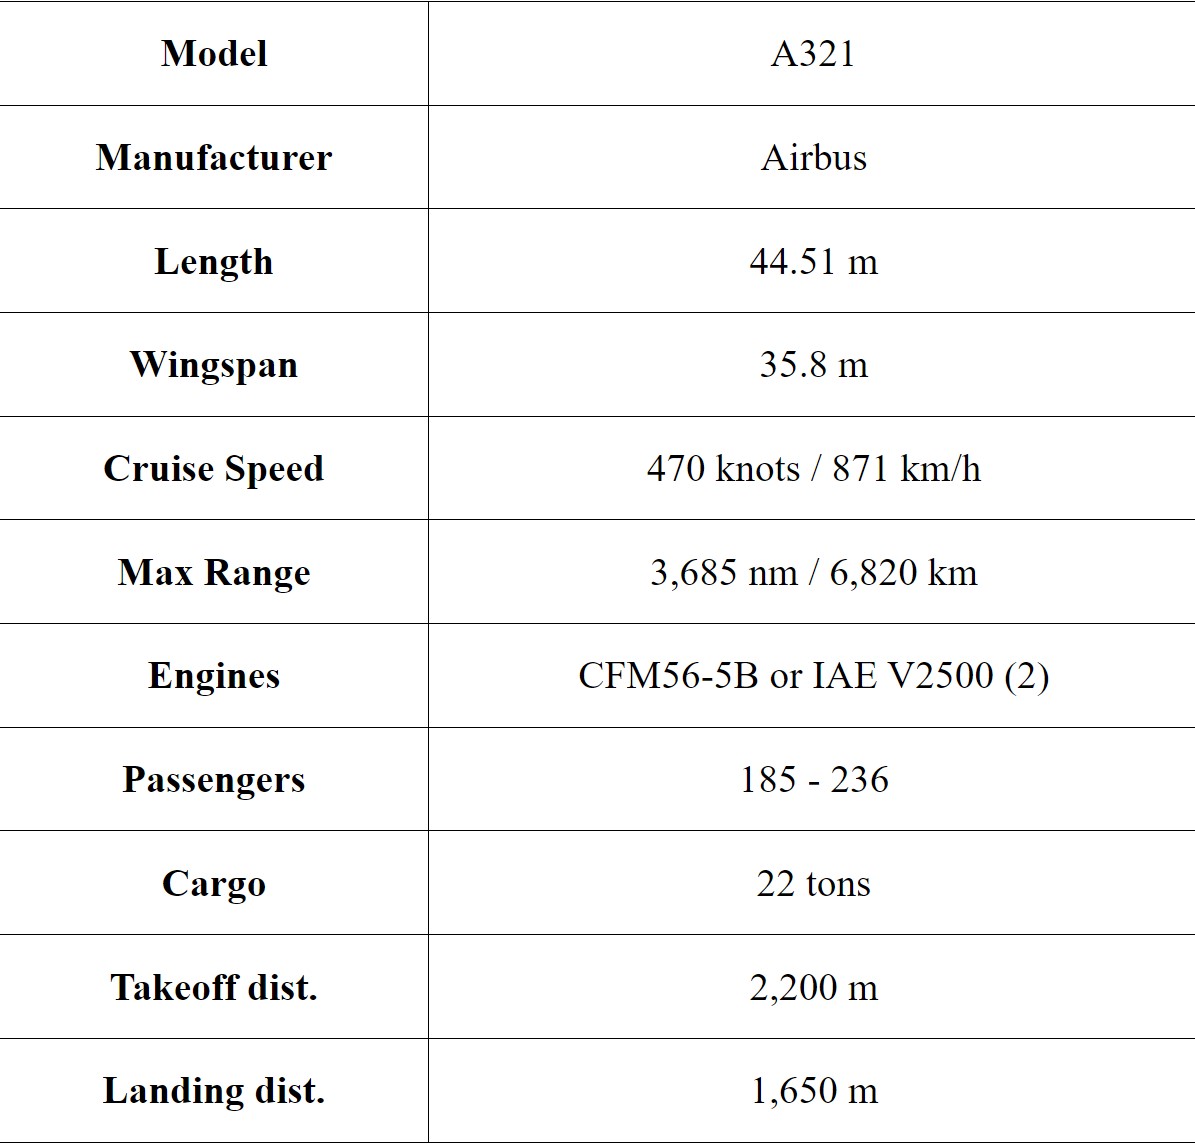 Model A321
Manufacturer Airbus
Length 44.51 m
Wingspan 35.8 m
Cruise Speed 470 knots / 871 km/h
Max Range 3,685 nm / 6,820 km
Engines CFM56-5B or IAE V2500 (2)
Passengers 185 - 236
Cargo 22 tons
Takeoff dist. 2,200 m
Landing dist. 1,650 m